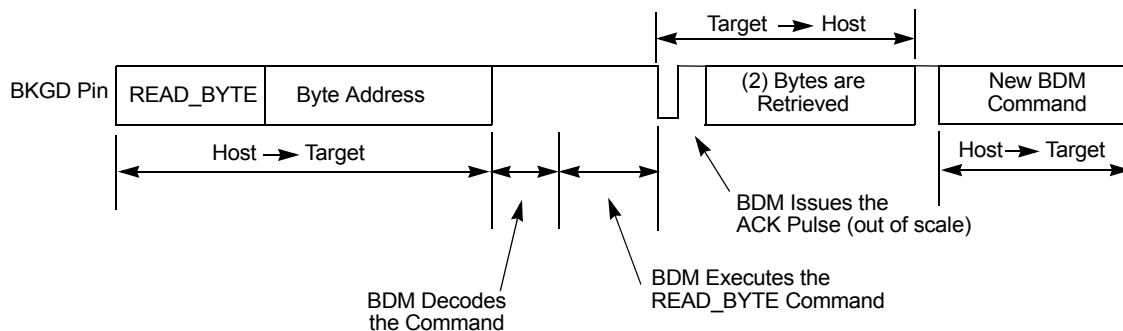 Target → Host
BKGD Pin
READ_BYTE
Byte Address
(2) Bytes are
Retrieved
New BDM
Command
Host → Target
Host → Target
BDM Issues the
ACK Pulse (out of scale)
BDM Decodes
the Command
BDM Executes the
READ_BYTE Command